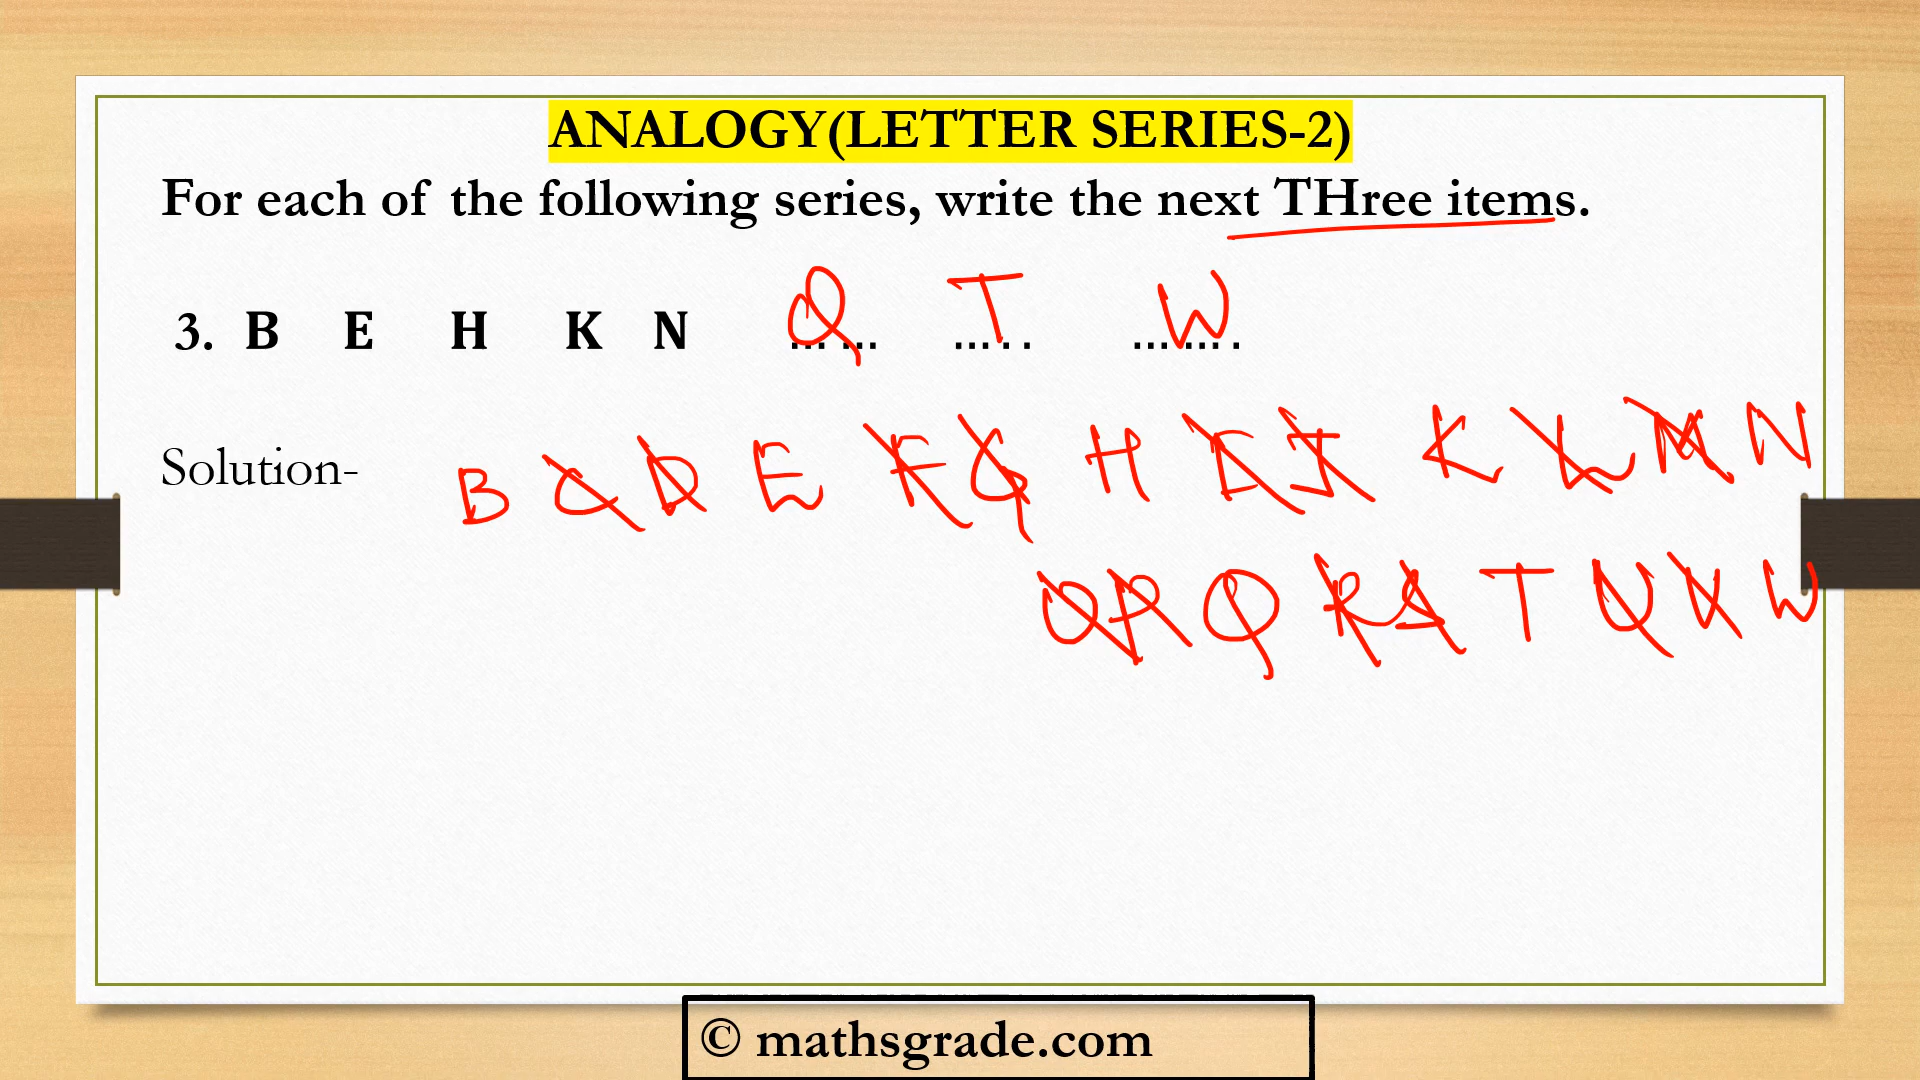 ANALOGY(LETTER SERIES-2)
For each of the following series, write the next THree items.
3. B E H K N Q T W
…… ….. …….
Solution- B C D E F G H I J K L M N
O P Q R S T U V W
© mathsgrade.com